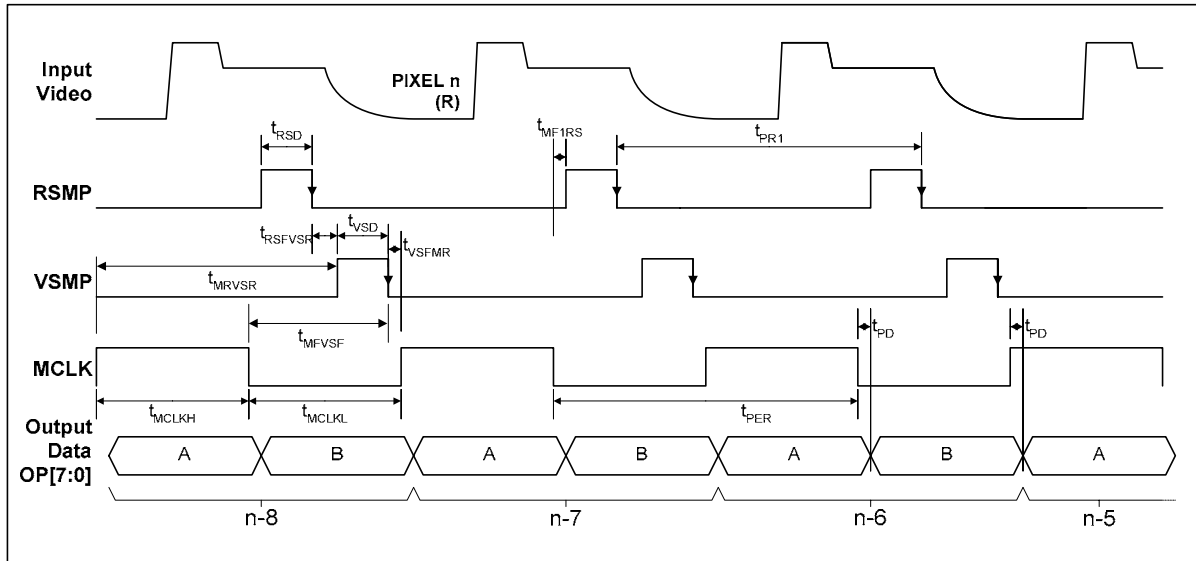 Input
Video
PIXEL n
(R)
tRSD
tMF1RS
tPR1
RSMP
tRSFVSR
tVSD
tVSFMR
tMRVSR
VSMP
tMFVSF
tPD
tPD
MCLK
tMCLKH
tMCLKL
tPER
Output
Data
OP[7:0]
A B A B A B A
n-8 n-7 n-6 n-5